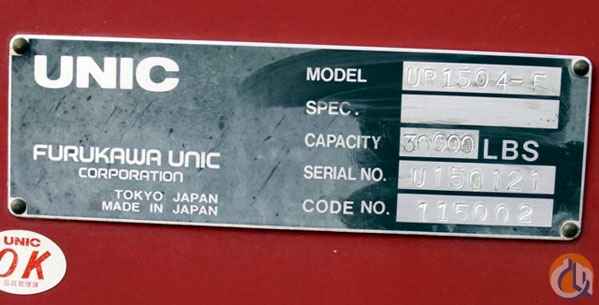 UNIC
FURUKAWA UNIC
CORPORATION
TOKYO JAPAN
MADE IN JAPAN
MODEL UR1504-F
SPEC.
CAPACITY 30000 LBS
SERIAL NO. U150121
CODE NO. 115002
UNIC
OK